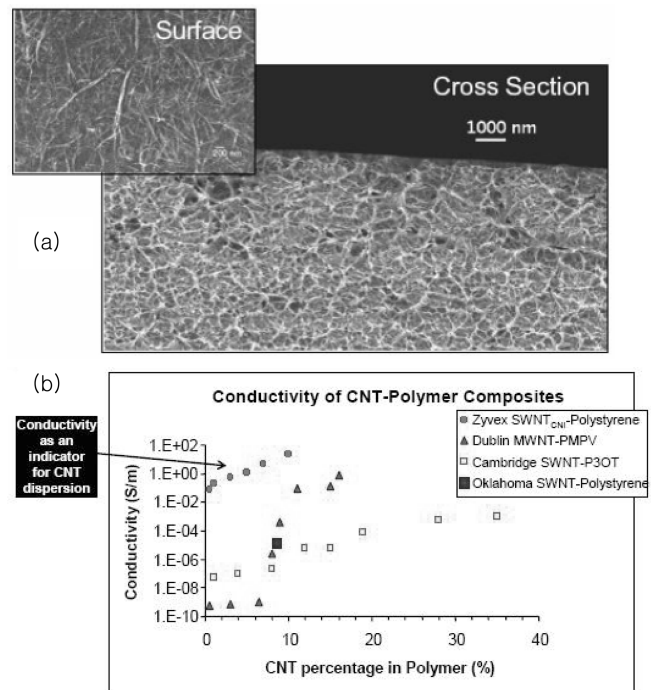 Surface
200 nm
Cross Section
1000 nm
(a)
(b)
Conductivity of CNT-Polymer Composites
Conductivity
as an
indicator
for CNT
dispersion
Zyvex SWNTCNI-Polystyrene
Dublin MWNT-PMPV
Cambridge SWNT-P3OT
Oklahoma SWNT-Polystyrene
Conductivity (S/m)
1.E+02
1.E+00
1.E-02
1.E-04
1.E-06
1.E-08
1.E-10
0 10 20 30 40
CNT percentage in Polymer (%)